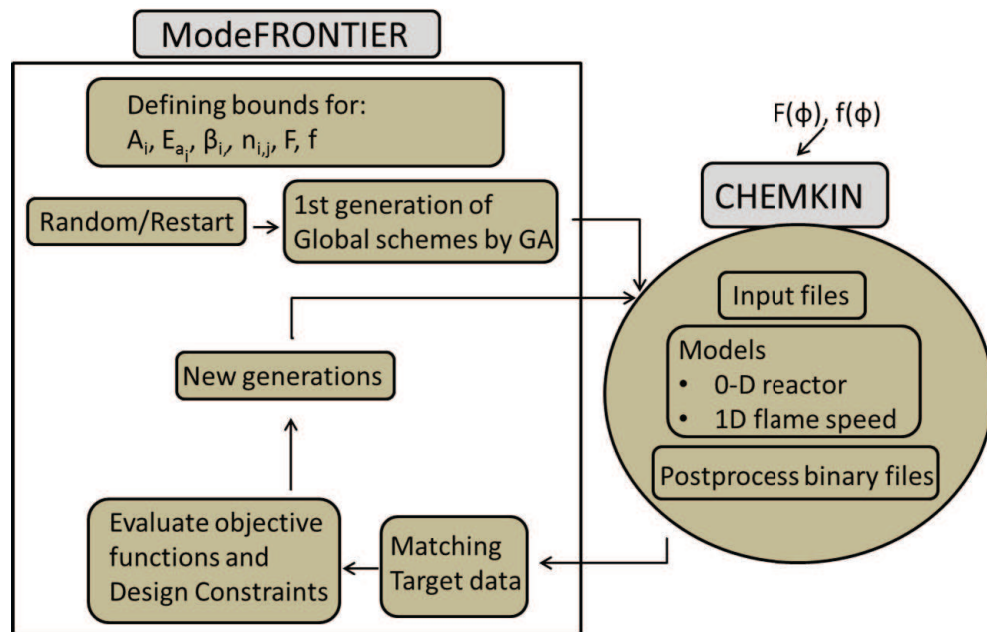 ModeFRONTIER
Defining bounds for:
Aᵢ, Eₐᵢ, βᵢ, nᵢ,ⱼ, F, f
Random/Restart
1st generation of
Global schemes by GA
New generations
Evaluate objective
functions and
Design Constraints
Matching
Target data
F(ϕ), f(ϕ)
CHEMKIN
Input files
Models
• 0-D reactor
• 1D flame speed
Postprocess binary files